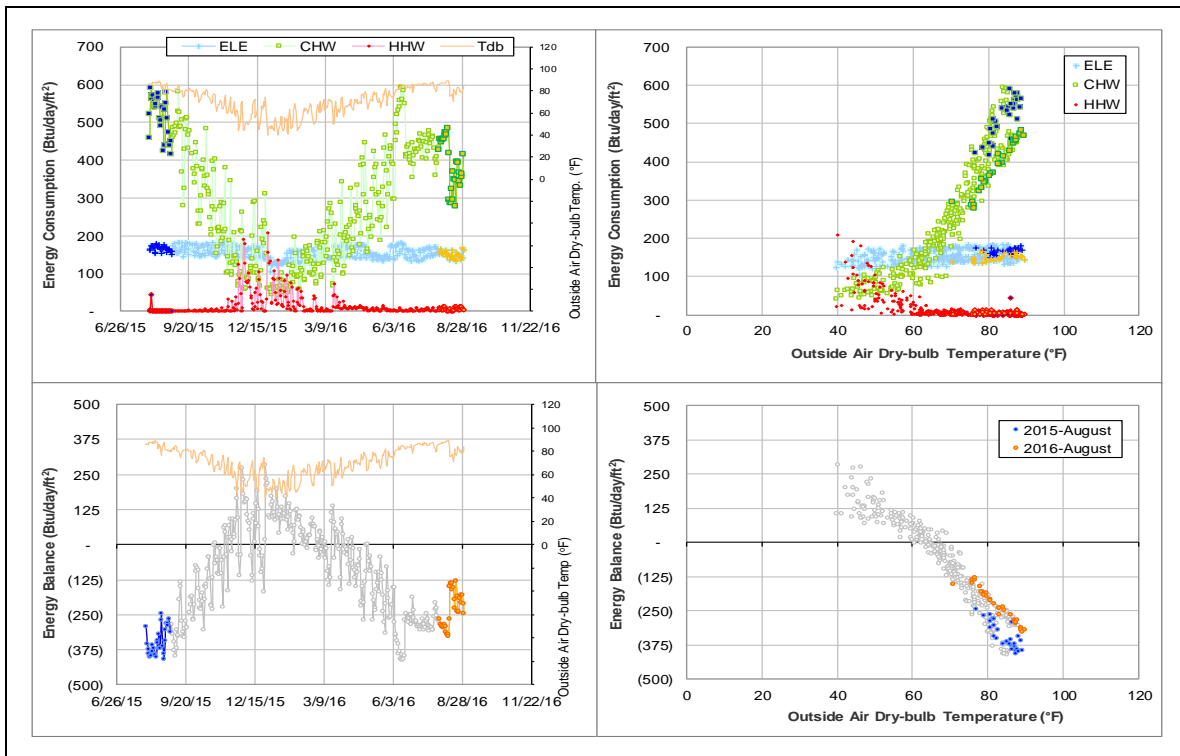 ELE CHW HHW Tdb
Energy Consumption (Btu/day/ft²)
700
600
500
400
300
200
100
-
120
100
80
60
40
20
0
Outside Air Dry-bulb Temp. (°F)
6/26/15 9/20/15 12/15/15 3/9/16 6/3/16 8/28/16 11/22/16
Energy Consumption (Btu/day/ft²)
700
600
500
400
300
200
100
-
ELE
CHW
HHW
0 20 40 60 80 100 120
Outside Air Dry-bulb Temperature (°F)
Energy Balance (Btu/day/ft²)
500
375
250
125
-
(125)
(250)
(375)
(500)
120
100
80
60
40
20
0
Outside Air Dry-bulb Temp (°F)
6/26/15 9/20/15 12/15/15 3/9/16 6/3/16 8/28/16 11/22/16
Energy Balance (Btu/day/ft²)
500
375
250
125
-
(125)
(250)
(375)
(500)
2015-August
2016-August
0 20 40 60 80 100 120
Outside Air Dry-bulb Temperature (°F)